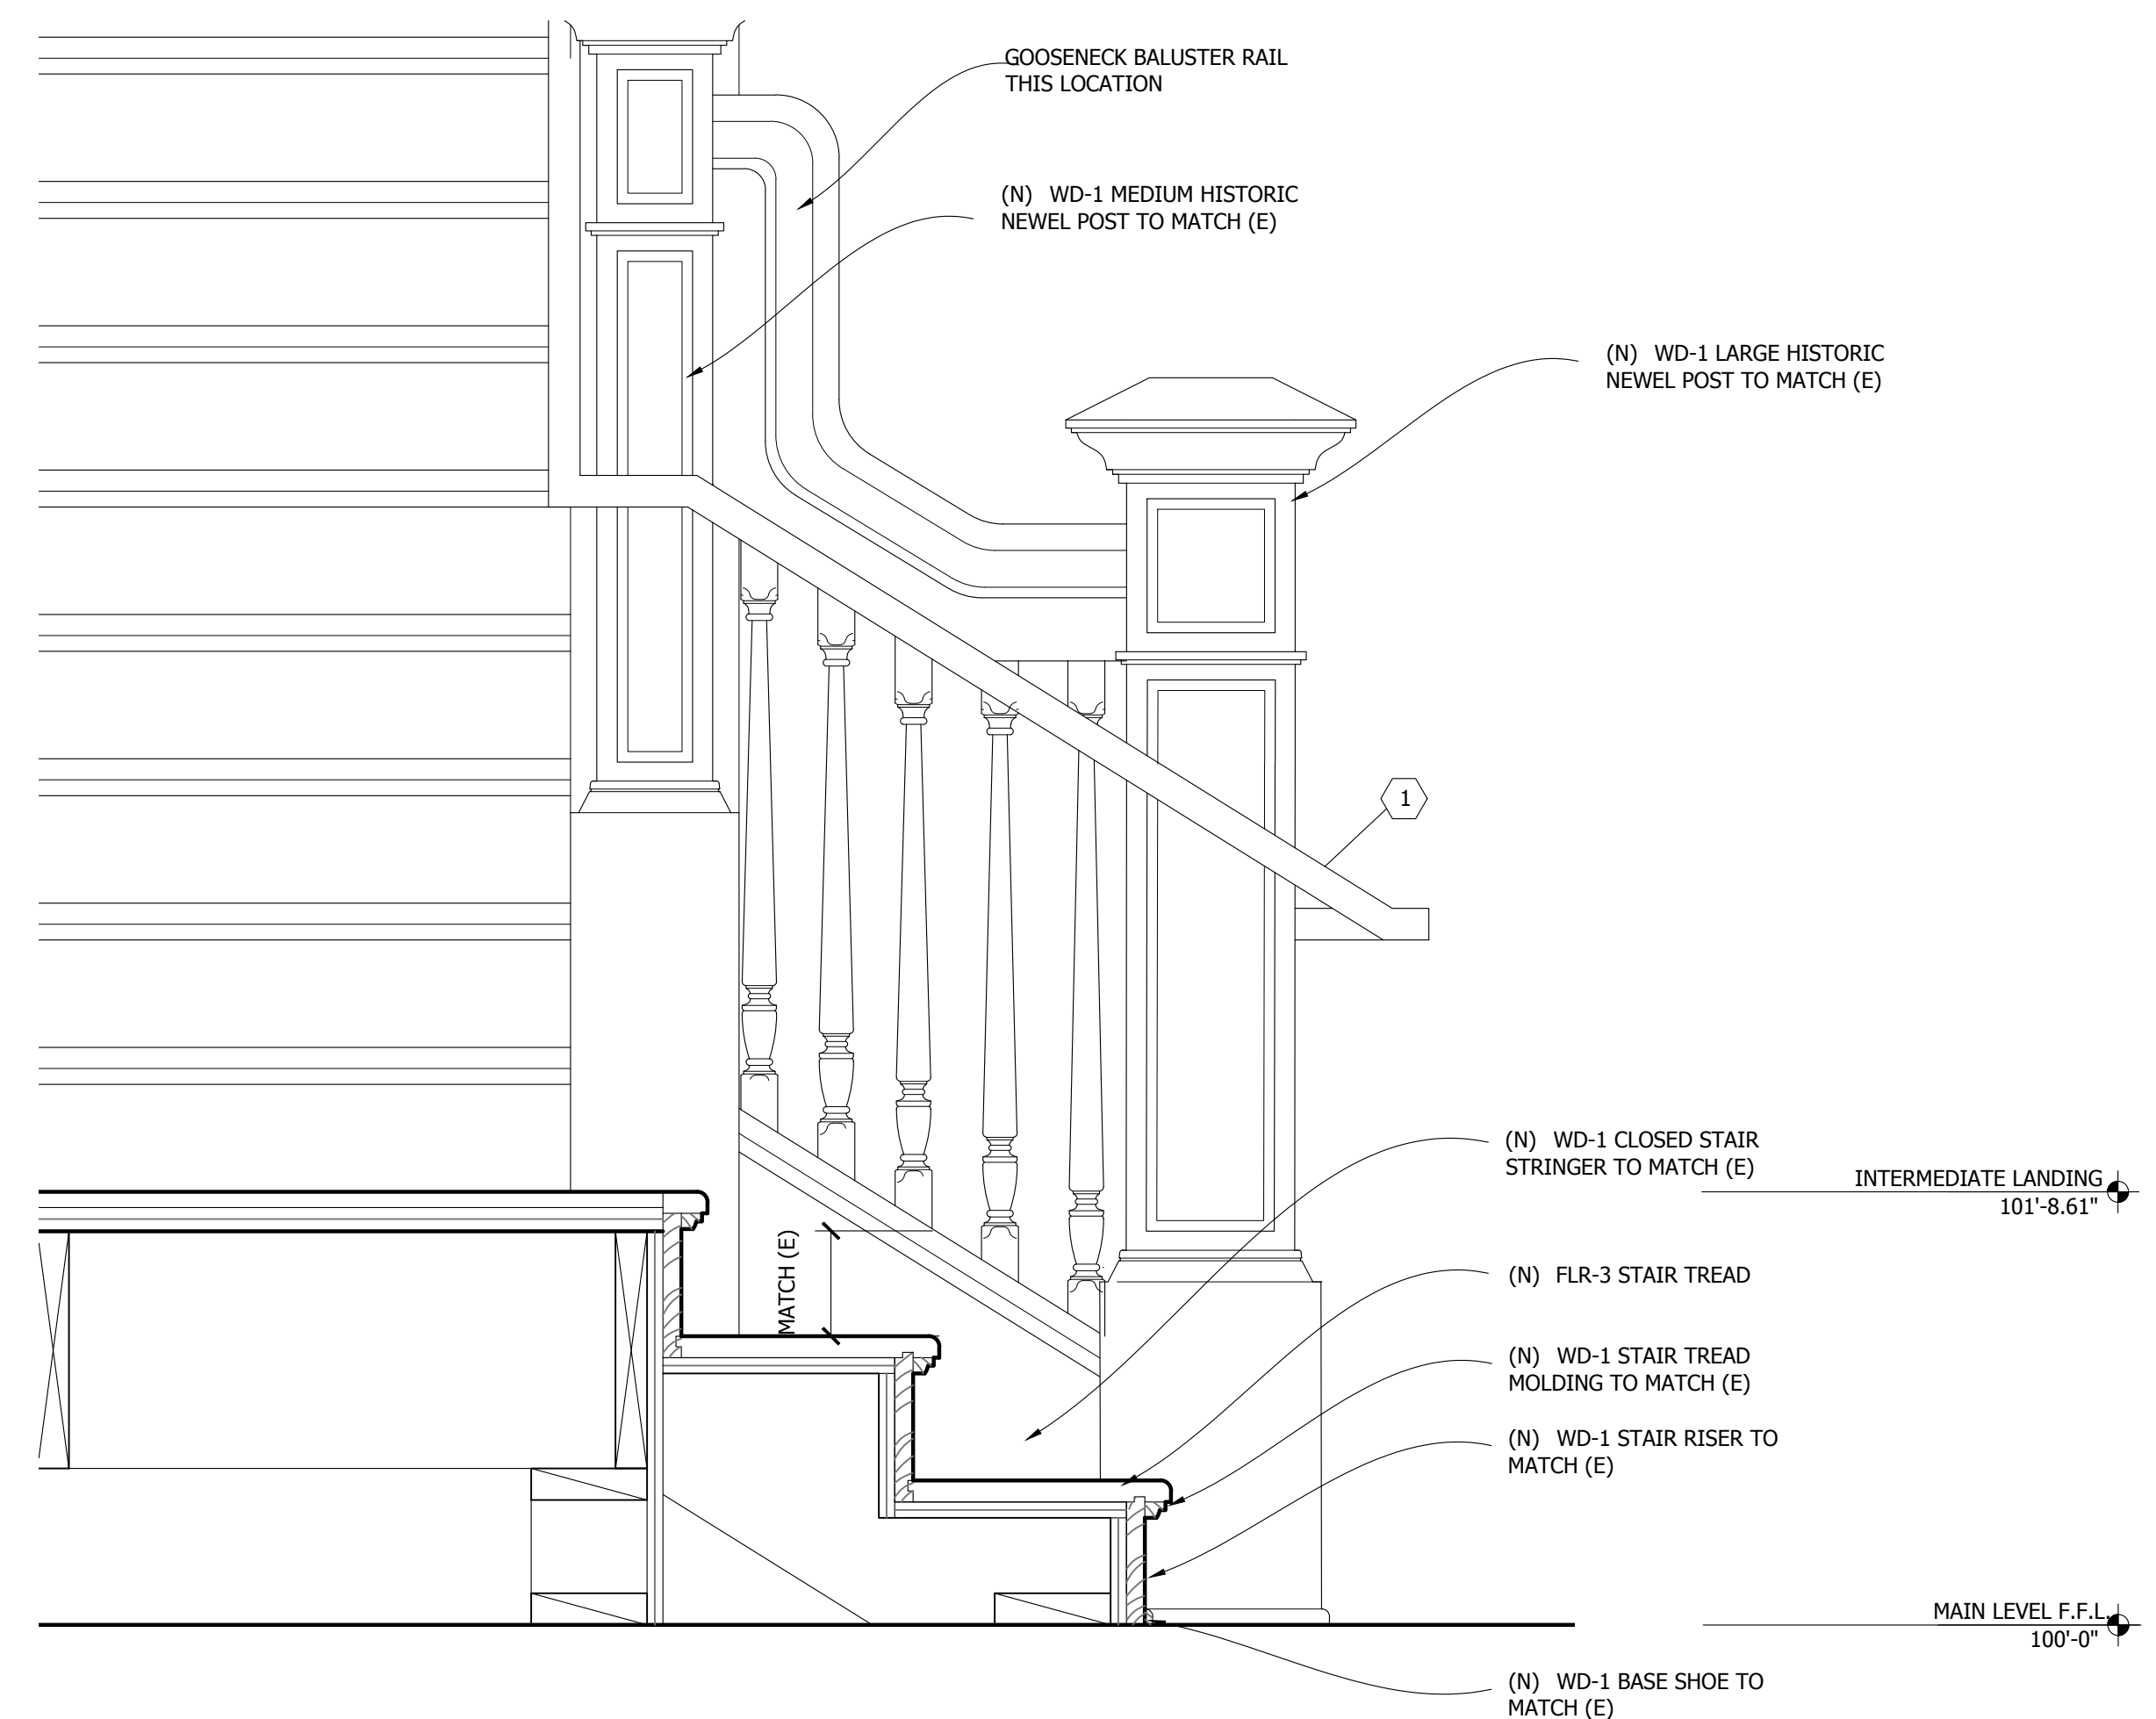 GOOSENECK BALUSTER RAIL
THIS LOCATION
(N) WD-1 MEDIUM HISTORIC
NEWEL POST TO MATCH (E)
(N) WD-1 LARGE HISTORIC
NEWEL POST TO MATCH (E)
1
(N) WD-1 CLOSED STAIR
STRINGER TO MATCH (E)
INTERMEDIATE LANDING
101'-8.61"
MATCH (E)
(N) FLR-3 STAIR TREAD
(N) WD-1 STAIR TREAD
MOLDING TO MATCH (E)
(N) WD-1 STAIR RISER TO
MATCH (E)
MAIN LEVEL F.F.L.
100'-0"
(N) WD-1 BASE SHOE TO
MATCH (E)